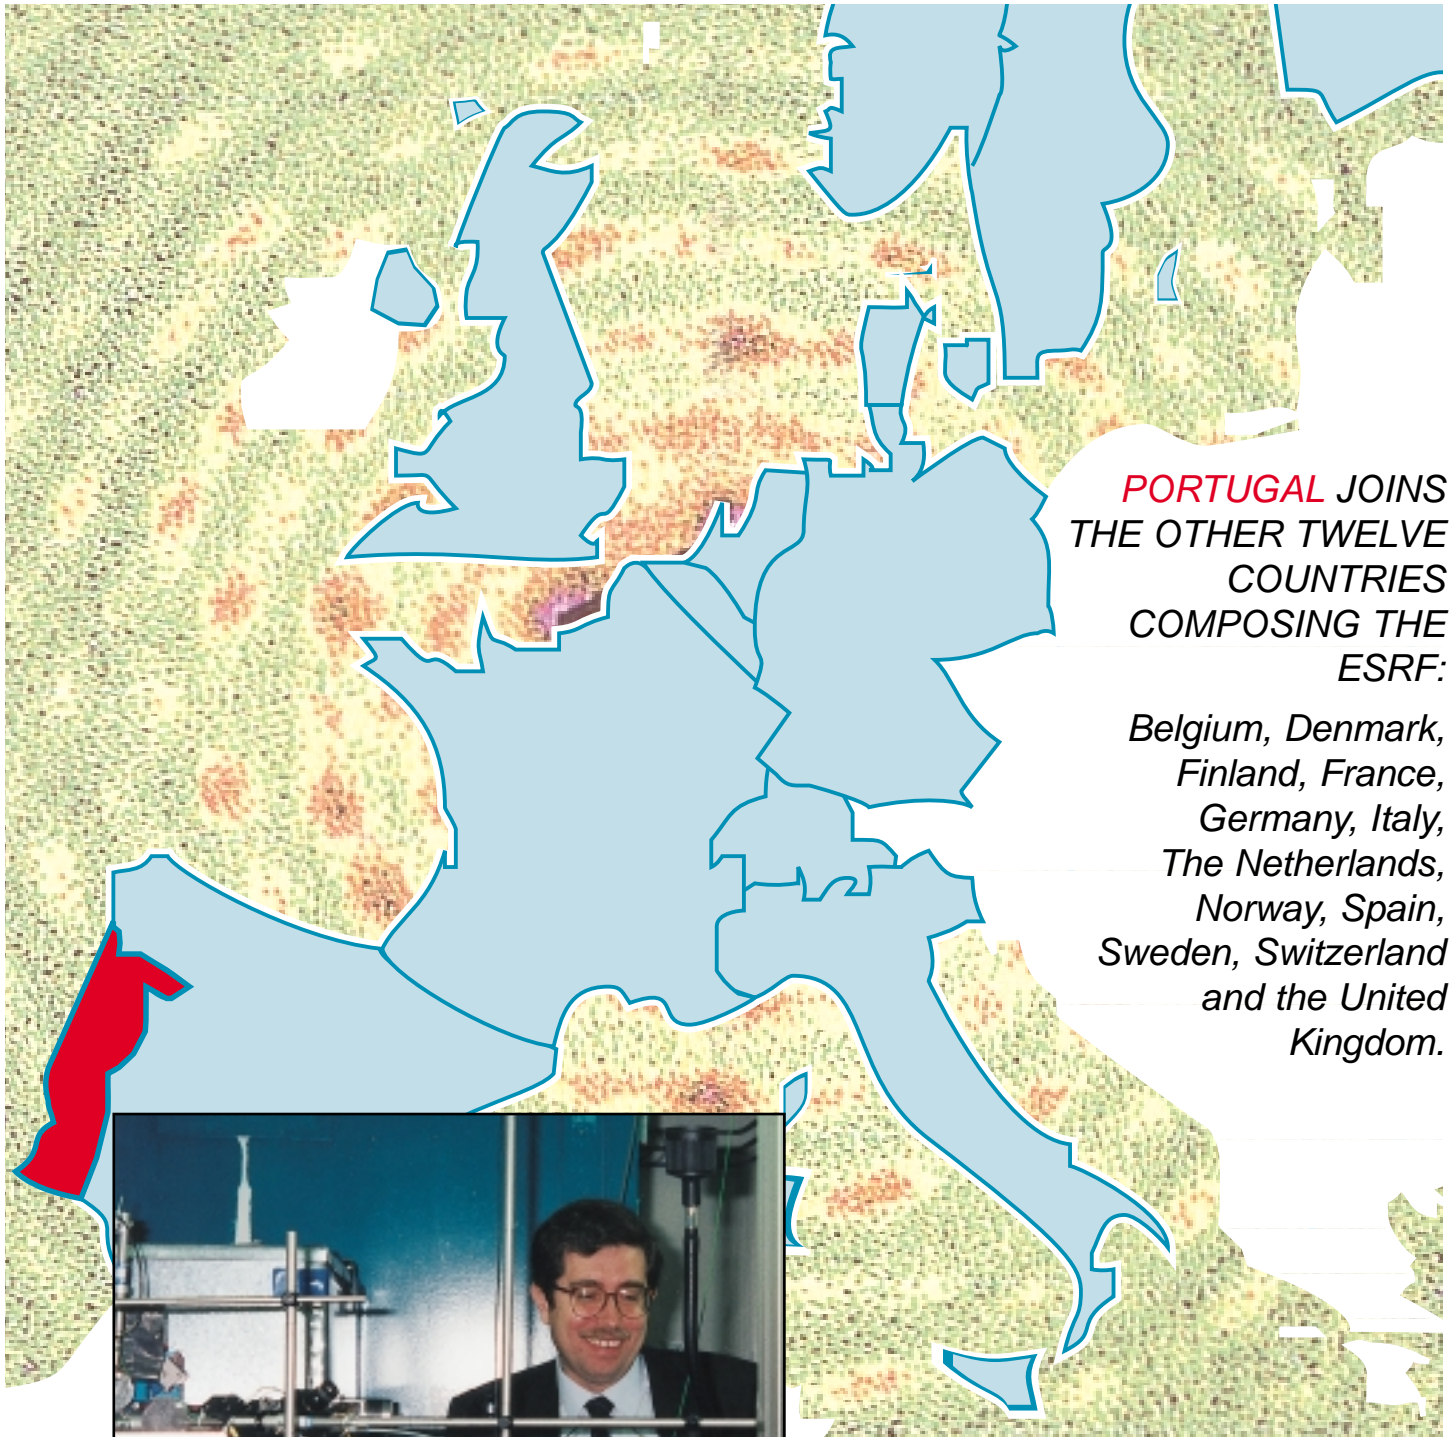 PORTUGAL JOINS
THE OTHER TWELVE
COUNTRIES
COMPOSING THE
ESRF:
Belgium, Denmark,
Finland, France,
Germany, Italy,
The Netherlands,
Norway, Spain,
Sweden, Switzerland
and the United
Kingdom.